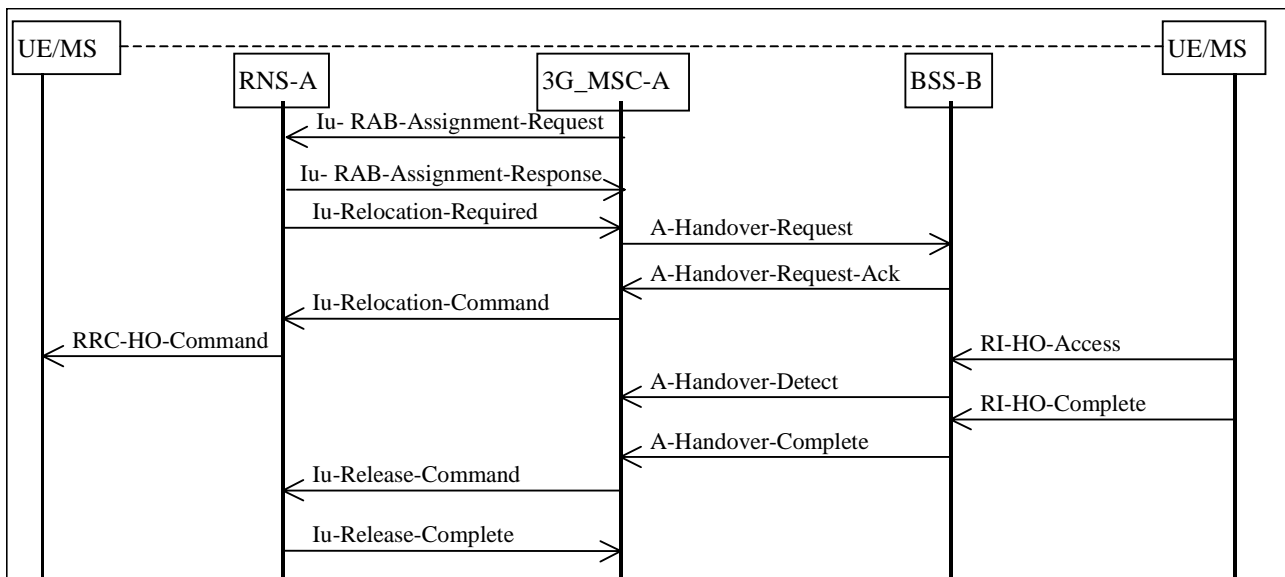 UE/MS
UE/MS
RNS-A
3G_MSC-A
BSS-B
Iu- RAB-Assignment-Request
Iu- RAB-Assignment-Response
Iu-Relocation-Required
A-Handover-Request
A-Handover-Request-Ack
Iu-Relocation-Command
RRC-HO-Command
RI-HO-Access
A-Handover-Detect
RI-HO-Complete
A-Handover-Complete
Iu-Release-Command
Iu-Release-Complete